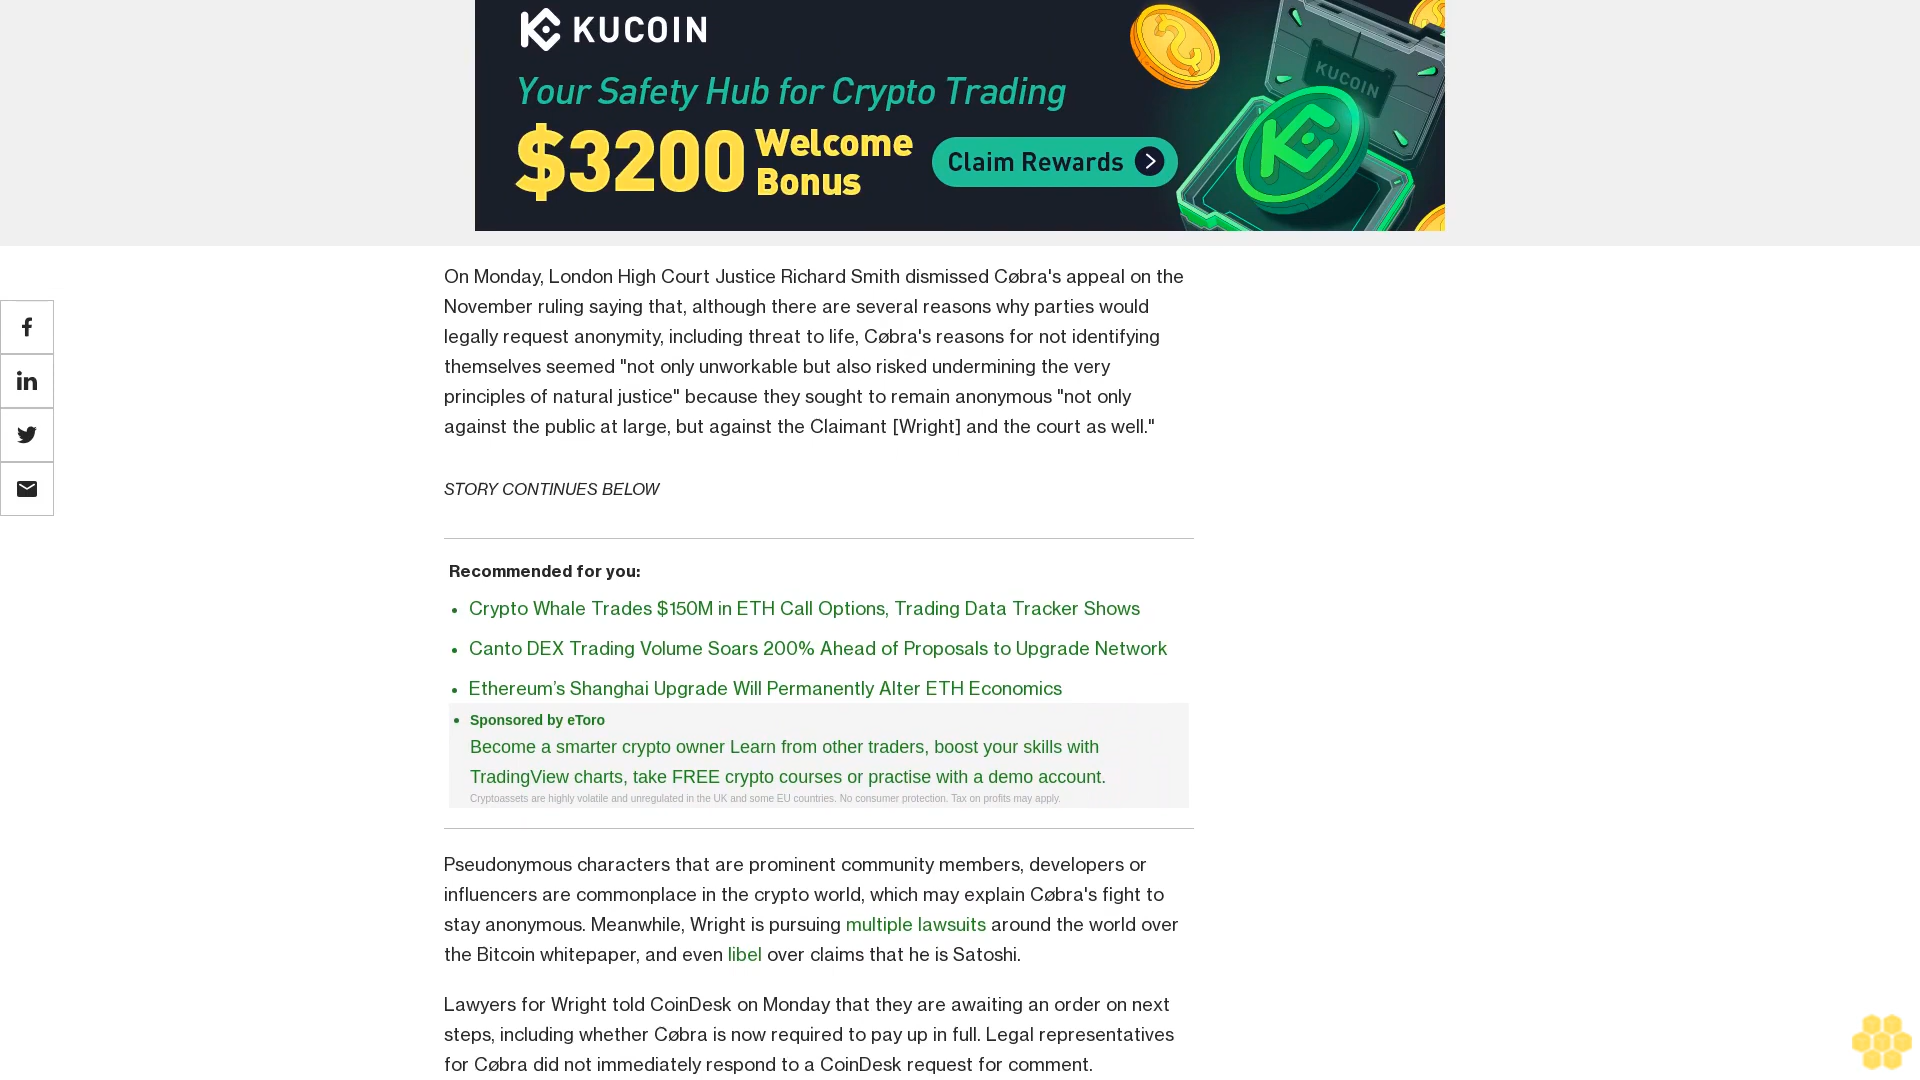 KUCOIN
Your Safety Hub for Crypto Trading
$3200 Welcome Bonus
Claim Rewards
KUCOIN
On Monday, London High Court Justice Richard Smith dismissed Cøbra's appeal on the
November ruling saying that, although there are several reasons why parties would
legally request anonymity, including threat to life, Cøbra's reasons for not identifying
themselves seemed "not only unworkable but also risked undermining the very
principles of natural justice" because they sought to remain anonymous "not only
against the public at large, but against the Claimant [Wright] and the court as well."
STORY CONTINUES BELOW
Recommended for you:
• Crypto Whale Trades $150M in ETH Call Options, Trading Data Tracker Shows
• Canto DEX Trading Volume Soars 200% Ahead of Proposals to Upgrade Network
• Ethereum’s Shanghai Upgrade Will Permanently Alter ETH Economics
• Sponsored by eToro
Become a smarter crypto owner Learn from other traders, boost your skills with
TradingView charts, take FREE crypto courses or practise with a demo account.
Cryptoassets are highly volatile and unregulated in the UK and some EU countries. No consumer protection. Tax on profits may apply.
Pseudonymous characters that are prominent community members, developers or
influencers are commonplace in the crypto world, which may explain Cøbra's fight to
stay anonymous. Meanwhile, Wright is pursuing multiple lawsuits around the world over
the Bitcoin whitepaper, and even libel over claims that he is Satoshi.
Lawyers for Wright told CoinDesk on Monday that they are awaiting an order on next
steps, including whether Cøbra is now required to pay up in full. Legal representatives
for Cøbra did not immediately respond to a CoinDesk request for comment.